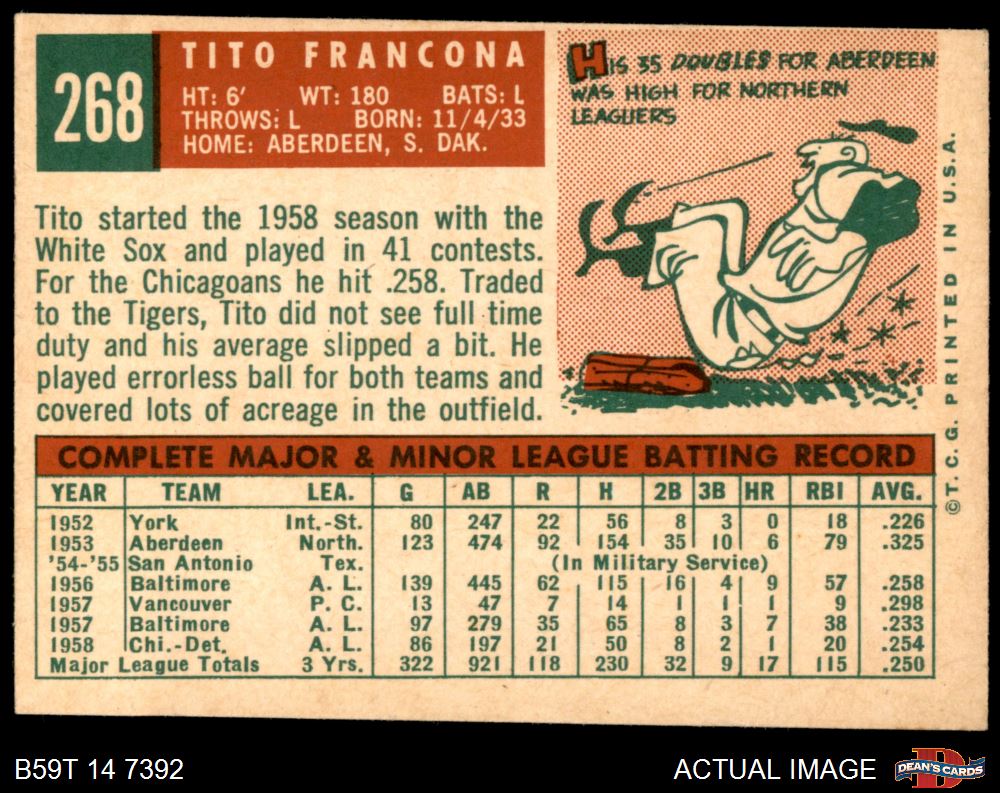 268
TITO FRANCONA
HT: 6' WT: 180 BATS: L
THROWS: L BORN: 11/4/33
HOME: ABERDEEN, S. DAK.
HIS 35 DOUBLES FOR ABERDEEN
WAS HIGH FOR NORTHERN
LEAGUERS
Tito started the 1958 season with the
White Sox and played in 41 contests.
For the Chicagoans he hit .258. Traded
to the Tigers, Tito did not see full time
duty and his average slipped a bit. He
played errorless ball for both teams and
covered lots of acreage in the outfield.
©T.C.G. PRINTED IN U.S.A.
COMPLETE MAJOR & MINOR LEAGUE BATTING RECORD
YEAR TEAM LEA. G AB R H 2B 3B HR RBI AVG.
1952 York Int.-St. 80 247 22 56 8 3 0 18 .226
1953 Aberdeen North. 123 474 92 154 35 10 6 79 .325
'54-'55 San Antonio Tex. (In Military Service)
1956 Baltimore A. L. 139 445 62 115 16 4 9 57 .258
1957 Vancouver P. C. 13 47 7 14 1 1 1 9 .298
1957 Baltimore A. L. 97 279 35 65 8 3 7 38 .233
1958 Chi.-Det. A. L. 86 197 21 50 8 2 1 20 .254
Major League Totals 3 Yrs. 322 921 118 230 32 9 17 115 .250
B59T 14 7392
ACTUAL IMAGE
DEAN'S CARDS